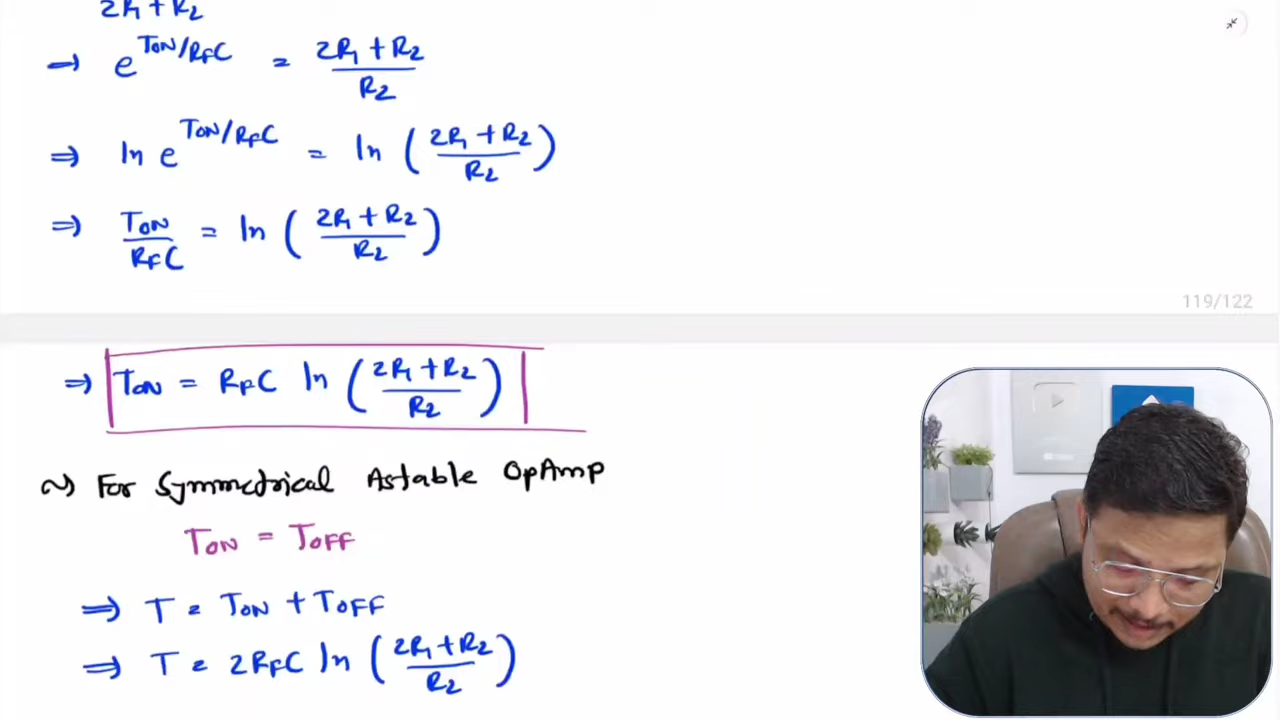 2R₁ + R₂
→ e^(TON/RFC) = (2R₁ + R₂)/R₂
⇒ ln e^(TON/RFC) = ln ((2R₁ + R₂)/R₂)
⇒ TON/RFC = ln ((2R₁ + R₂)/R₂)
119/122
⇒ TON = RFC ln ((2R₁ + R₂)/R₂)
~) For Symmetrical Astable OpAmp
TON = TOFF
⇒ T = TON + TOFF
⇒ T = 2RFC ln ((2R₁ + R₂)/R₂)